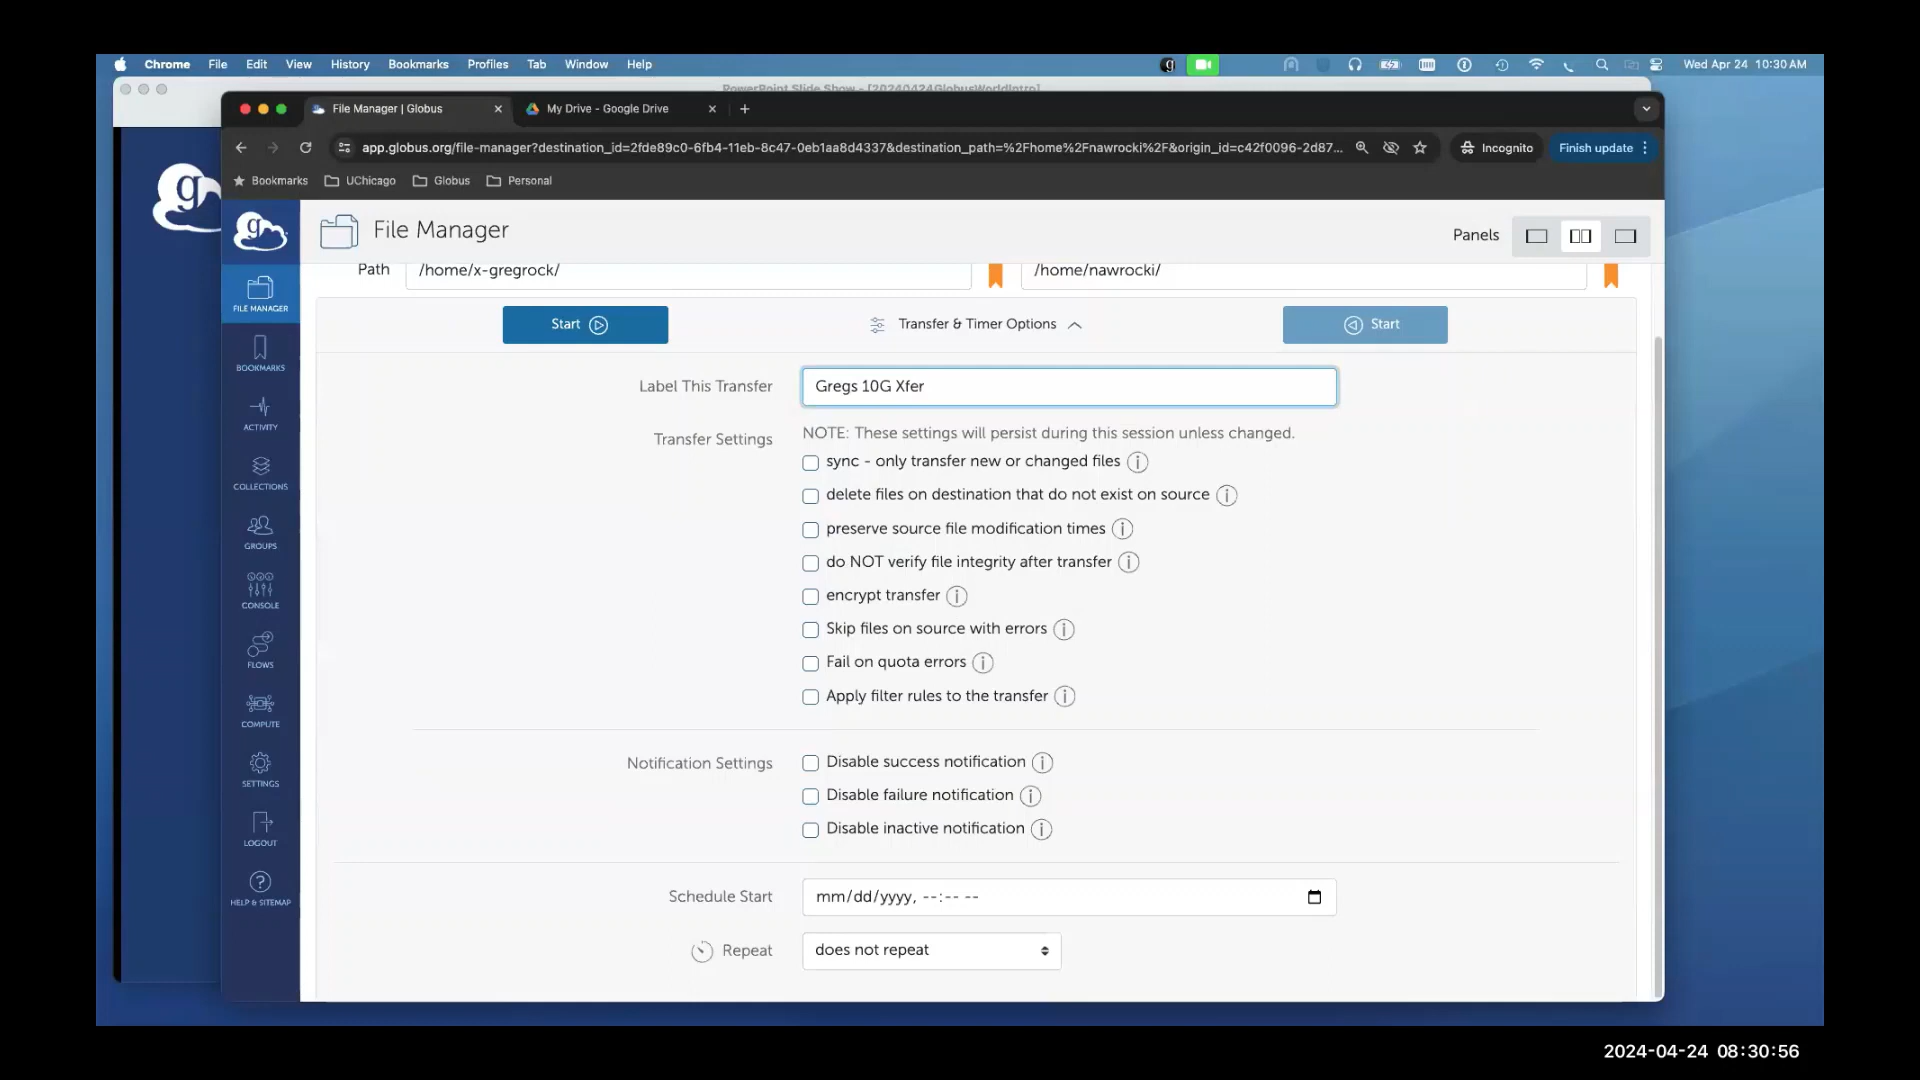 Chrome File Edit View History Bookmarks Profiles Tab Window Help Wed Apr 24 10:30 AM
PowerPoint Slide Show - [20240424GlobusWorldIntro]
File Manager | Globus My Drive - Google Drive
app.globus.org/file-manager?destination_id=2fde89c0-6fb4-11eb-8c47-0eb1aa8d4337&destination_path=%2Fhome%2Fnawrocki%2F&origin_id=c42f0096-2d87... Incognito Finish update
Bookmarks UChicago Globus Personal
g
g
File Manager
Panels
Path /home/x-gregrock/ /home/nawrocki/
Start Transfer & Timer Options Start
FILE MANAGER
BOOKMARKS
ACTIVITY
COLLECTIONS
GROUPS
CONSOLE
FLOWS
COMPUTE
SETTINGS
LOGOUT
HELP & SITEMAP
Label This Transfer Gregs 10G Xfer
Transfer Settings NOTE: These settings will persist during this session unless changed.
sync - only transfer new or changed files
delete files on destination that do not exist on source
preserve source file modification times
do NOT verify file integrity after transfer
encrypt transfer
Skip files on source with errors
Fail on quota errors
Apply filter rules to the transfer
Notification Settings Disable success notification
Disable failure notification
Disable inactive notification
Schedule Start mm/dd/yyyy, --:-- --
Repeat does not repeat
2024-04-24 08:30:56